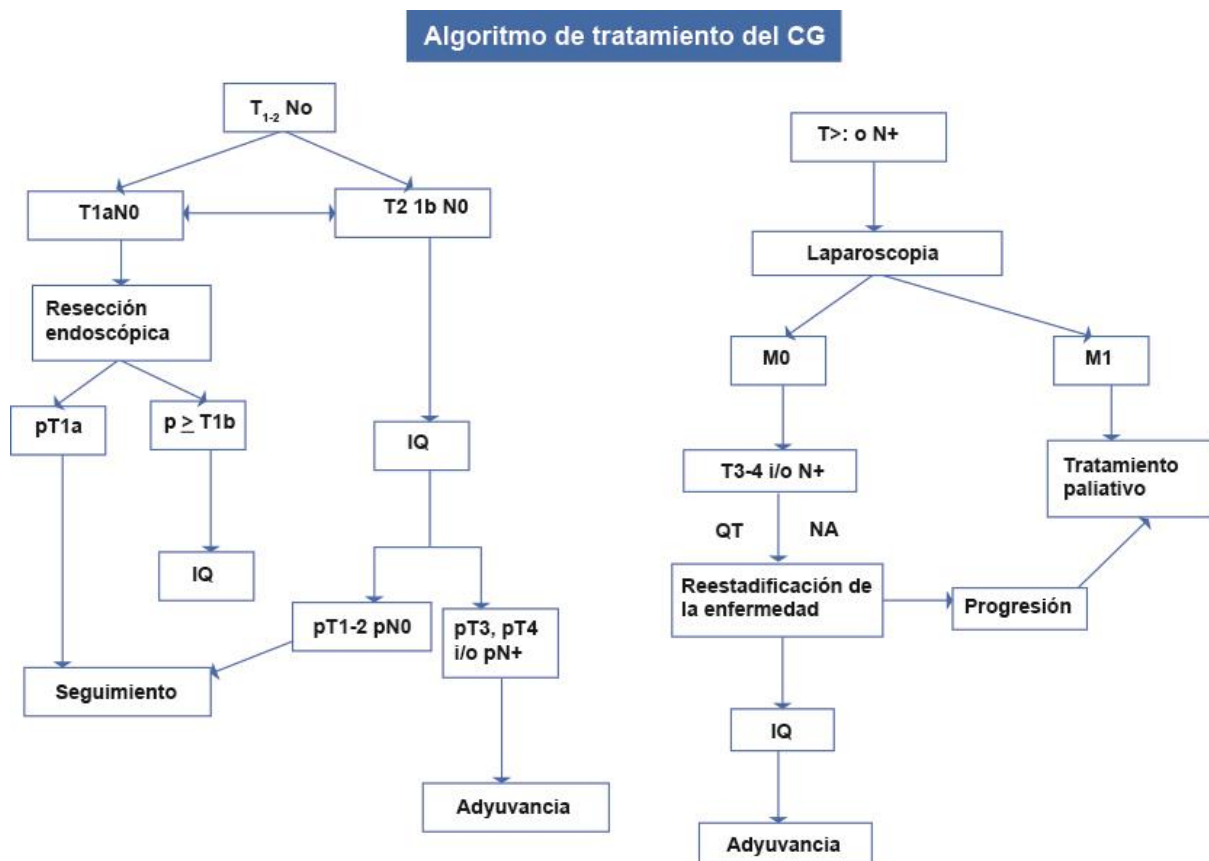 Algoritmo de tratamiento del CG
T1-2 No
T1aN0
T2 1b N0
Resección
endoscópica
pT1a
p ≥ T1b
IQ
IQ
pT1-2 pN0
pT3, pT4
i/o pN+
Seguimiento
Adyuvancia
T>: o N+
Laparoscopia
M0
M1
T3-4 i/o N+
Tratamiento
paliativo
QT NA
Reestadificación de
la enfermedad
Progresión
IQ
Adyuvancia